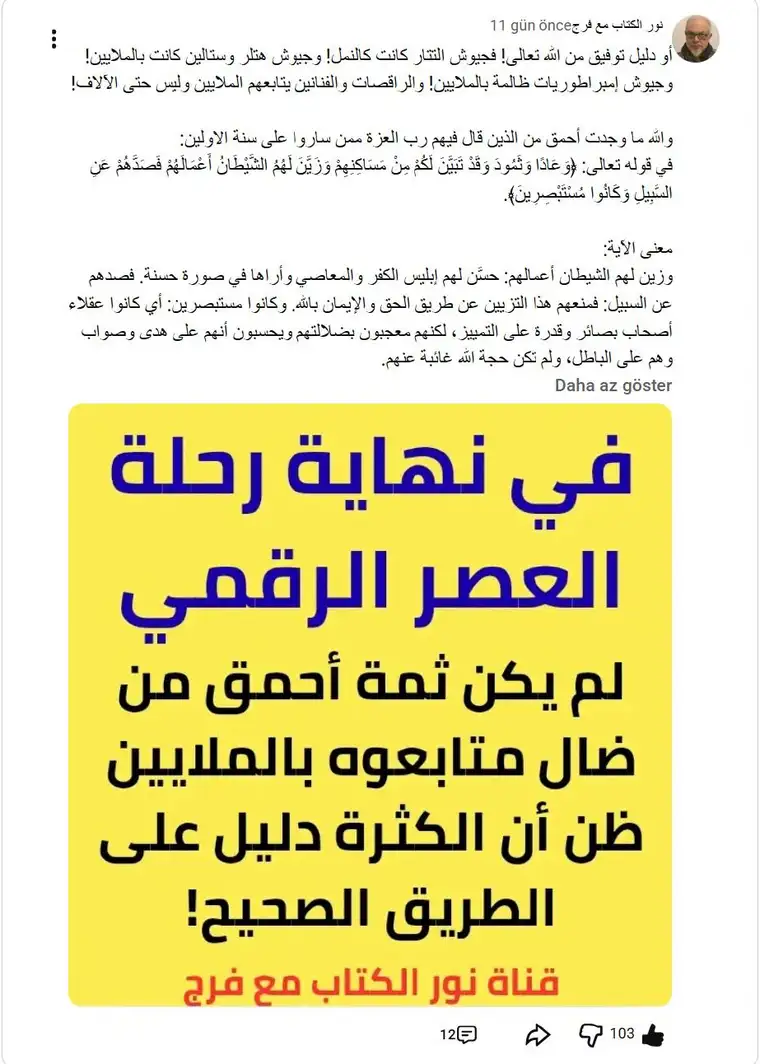 نور الكتاب مع فرج 11 gün önce
أو دليل توفيق من الله تعالى! فجيوش التتار كانت كالنمل! وجيوش هتلر وستالين كانت بالملايين!
وجيوش إمبراطوريات ظالمة بالملايين! والراقصات والفنانين يتابعهم الملايين وليس حتى الآلاف!
والله ما وجدت أحمق من الذين قال فيهم رب العزة ممن ساروا على سنة الاولين:
في قوله تعالى: ﴿وَعَادًا وَثَمُودَ وَقَدْ تَبَيَّنَ لَكُمْ مِنْ مَسَاكِنِهِمْ وَزَيَّنَ لَهُمُ الشَّيْطَانُ أَعْمَالَهُمْ فَصَدَّهُمْ عَنِ
السَّبِيلِ وَكَانُوا مُسْتَبْصِرِينَ﴾.
معنى الآية:
وزين لهم الشيطان أعمالهم: حسَّن لهم إبليس الكفر والمعاصي وأراها في صورة حسنة. فصدهم
عن السبيل: فمنعهم هذا التزيين عن طريق الحق والإيمان بالله. وكانوا مستبصرين: أي كانوا عقلاء
أصحاب بصائر وقدرة على التمييز، لكنهم معجبون بضلالتهم ويحسبون أنهم على هدى وصواب
وهم على الباطل، ولم تكن حجة الله غائبة عنهم.
Daha az göster
في نهاية رحلة
العصر الرقمي
لم يكن ثمة أحمق من
ضال متابعوه بالملايين
ظن أن الكثرة دليل على
الطريق الصحيح!
قناة نور الكتاب مع فرج
103 12